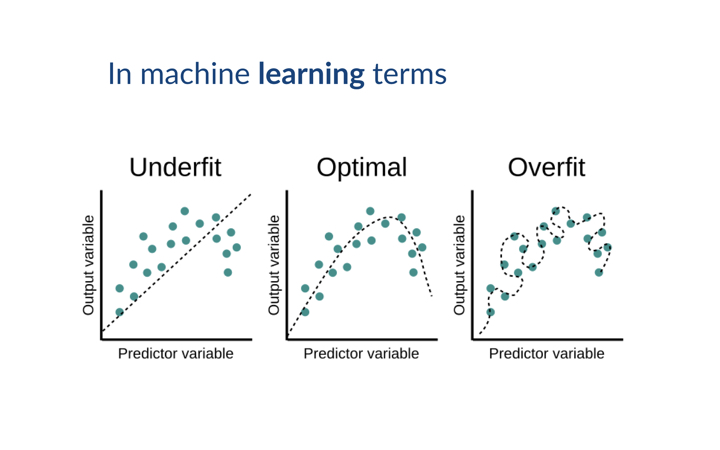 In machine learning terms
Underfit
Optimal
Overfit
Output variable
Predictor variable
Output variable
Predictor variable
Output variable
Predictor variable